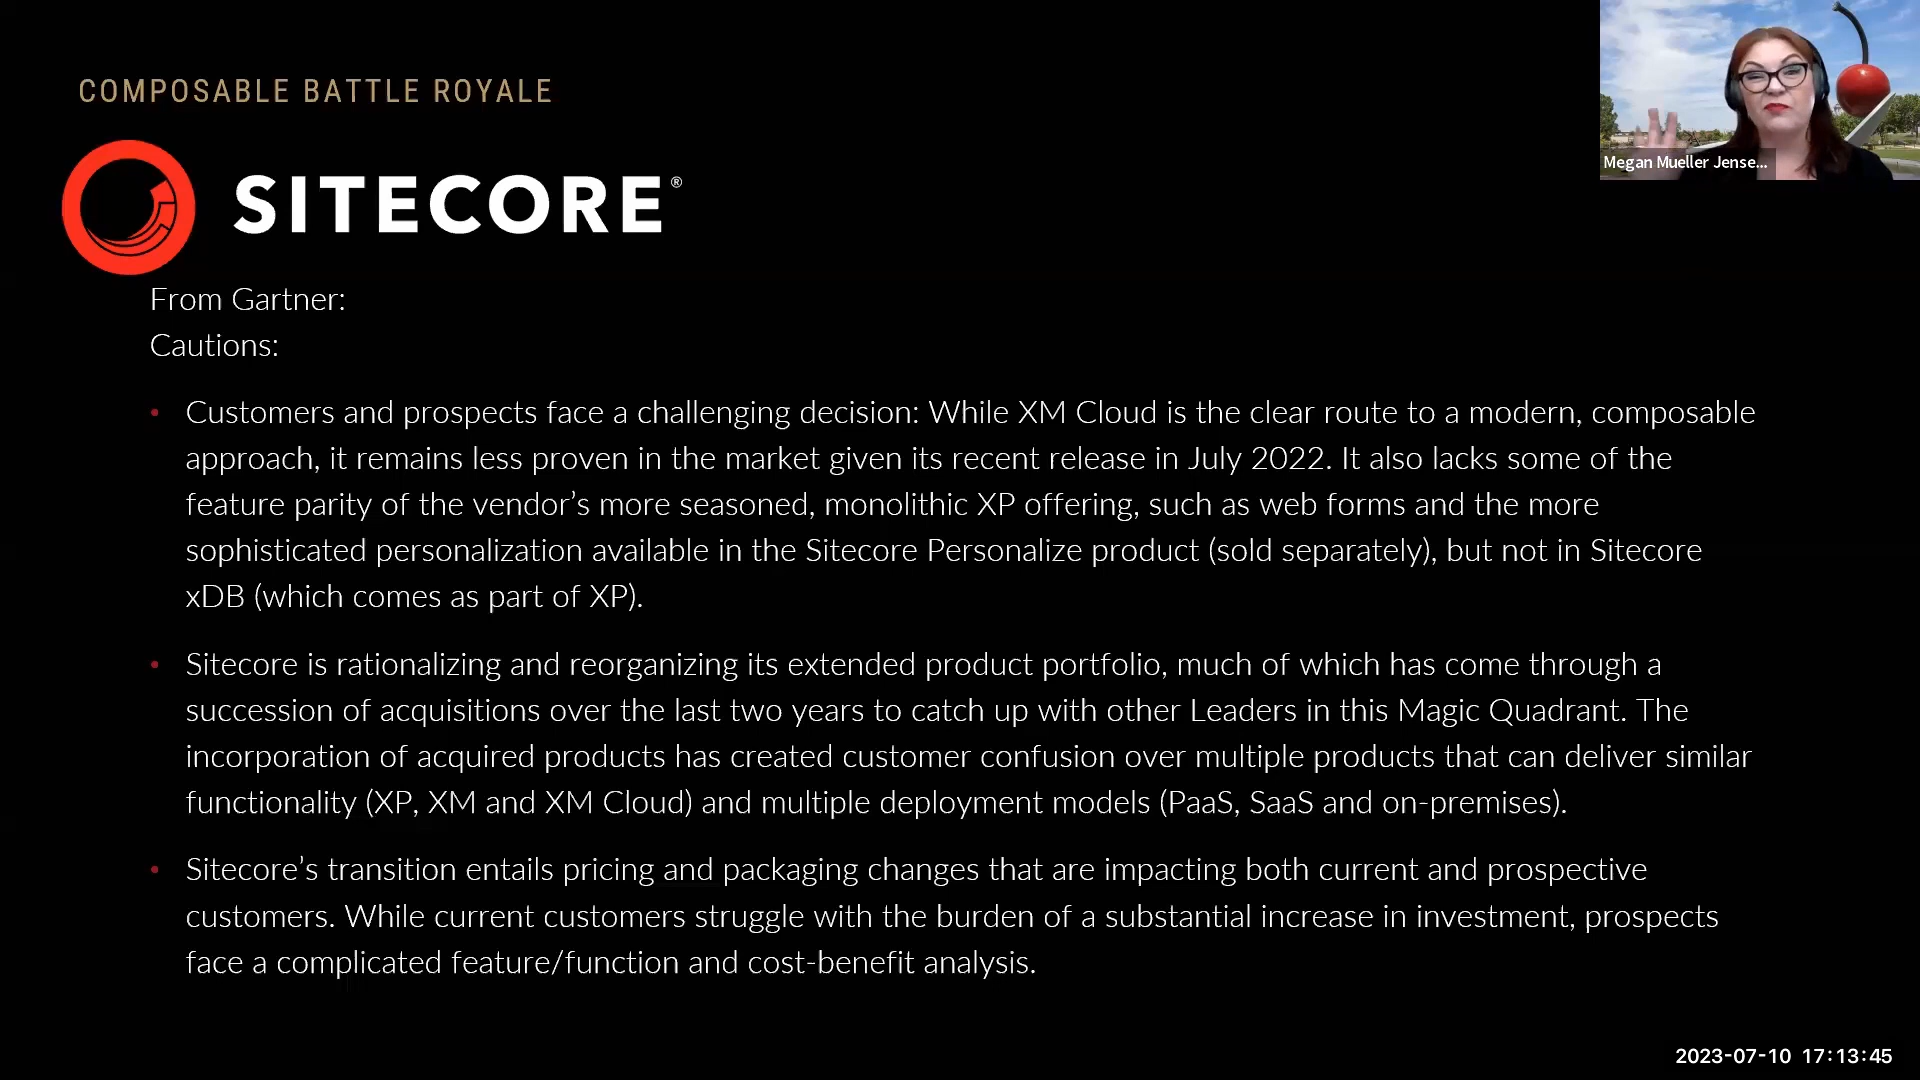 COMPOSABLE BATTLE ROYALE
SITECORE®
Megan Mueller Jense...
From Gartner:
Cautions:
• Customers and prospects face a challenging decision: While XM Cloud is the clear route to a modern, composable
approach, it remains less proven in the market given its recent release in July 2022. It also lacks some of the
feature parity of the vendor’s more seasoned, monolithic XP offering, such as web forms and the more
sophisticated personalization available in the Sitecore Personalize product (sold separately), but not in Sitecore
xDB (which comes as part of XP).
• Sitecore is rationalizing and reorganizing its extended product portfolio, much of which has come through a
succession of acquisitions over the last two years to catch up with other Leaders in this Magic Quadrant. The
incorporation of acquired products has created customer confusion over multiple products that can deliver similar
functionality (XP, XM and XM Cloud) and multiple deployment models (PaaS, SaaS and on-premises).
• Sitecore’s transition entails pricing and packaging changes that are impacting both current and prospective
customers. While current customers struggle with the burden of a substantial increase in investment, prospects
face a complicated feature/function and cost-benefit analysis.
2023-07-10 17:13:45